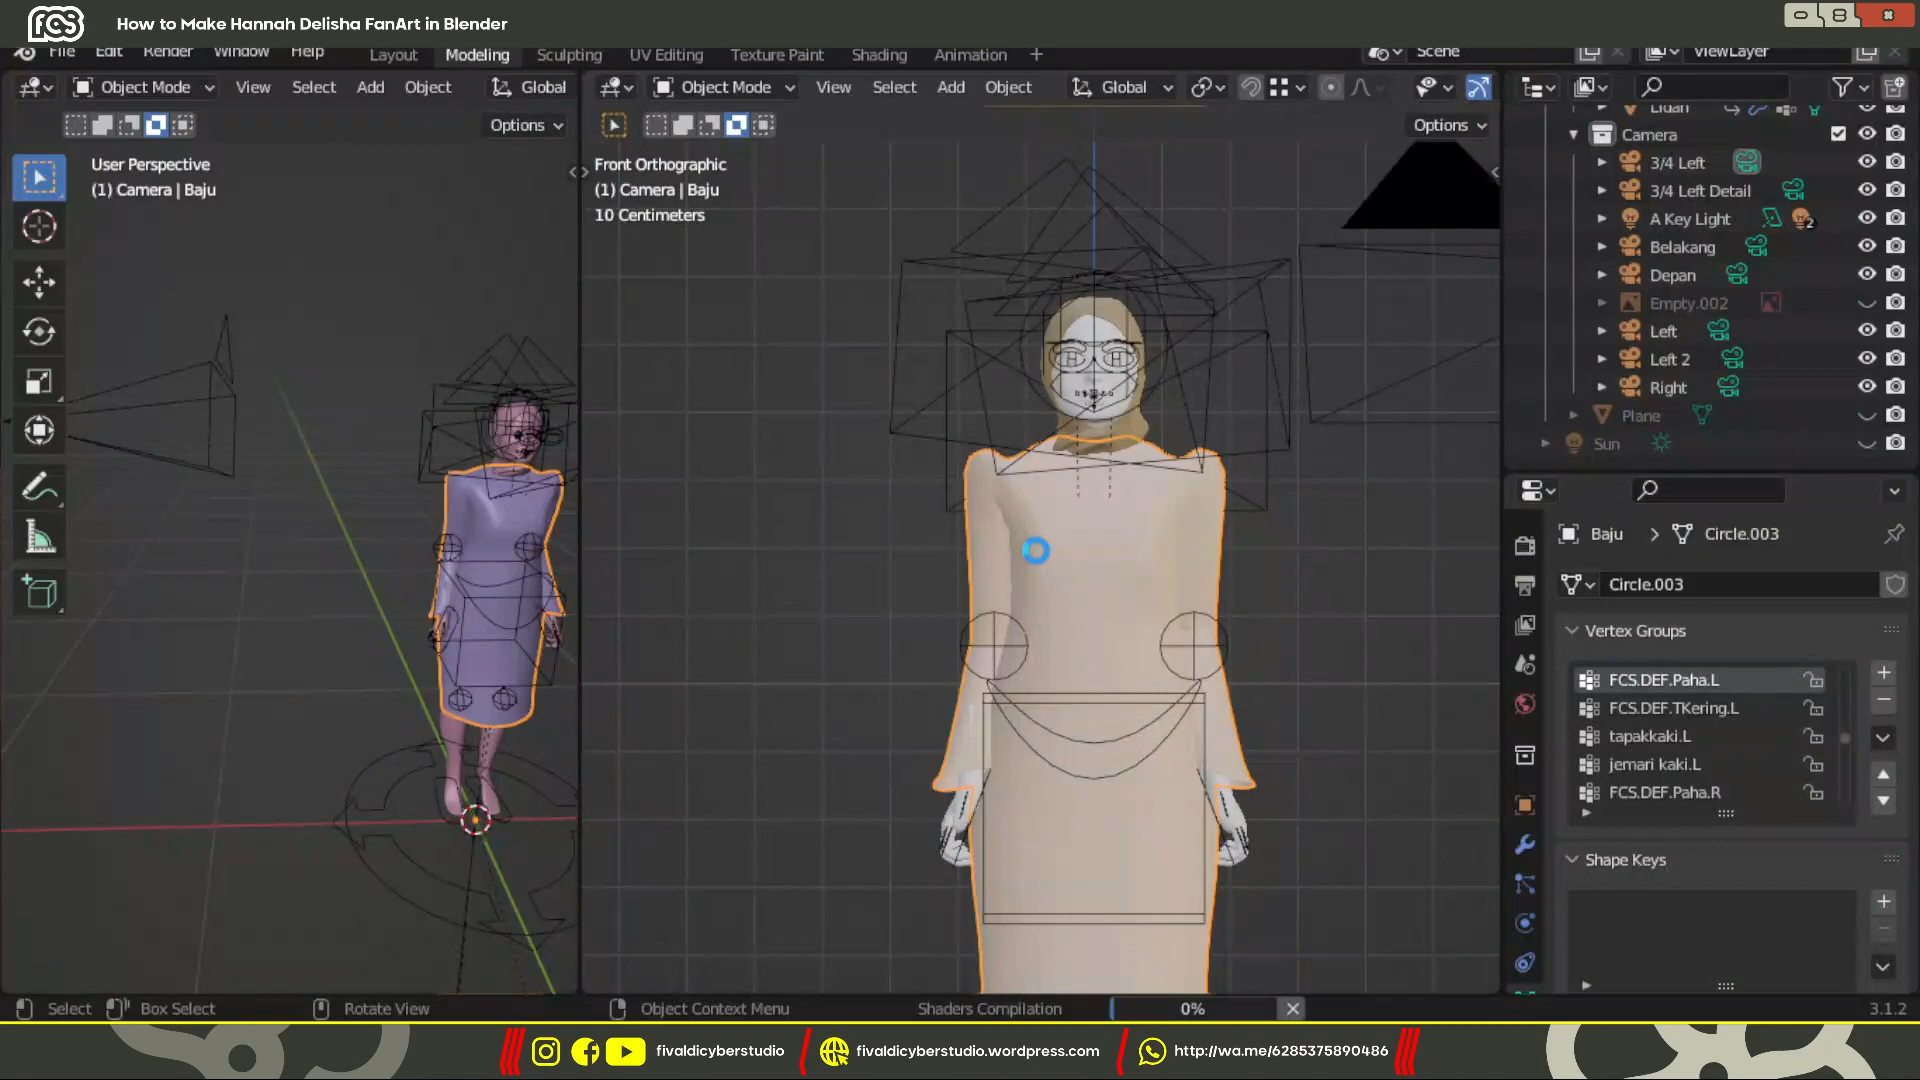 FCS
How to Make Hannah Delisha FanArt in Blender
File Edit Render Window Help
Layout Modeling Sculpting UV Editing Texture Paint Shading Animation +
Scene
ViewLayer
Object Mode View Select Add Object Global
Object Mode View Select Add Object Global
Options
Options
User Perspective
(1) Camera | Baju
Front Orthographic
(1) Camera | Baju
10 Centimeters
Camera
3/4 Left
3/4 Left Detail
A Key Light 2
Belakang
Depan
Empty.002
Left
Left 2
Right
Plane
Sun
Baju > Circle.003
Circle.003
Vertex Groups
FCS.DEF.Paha.L
FCS.DEF.TKering.L
tapakkaki.L
jemari kaki.L
FCS.DEF.Paha.R
Shape Keys
Select Box Select Rotate View Object Context Menu Shaders Compilation 0% 3.1.2
fivaldicyberstudio
fivaldicyberstudio.wordpress.com
http://wa.me/6285375890486